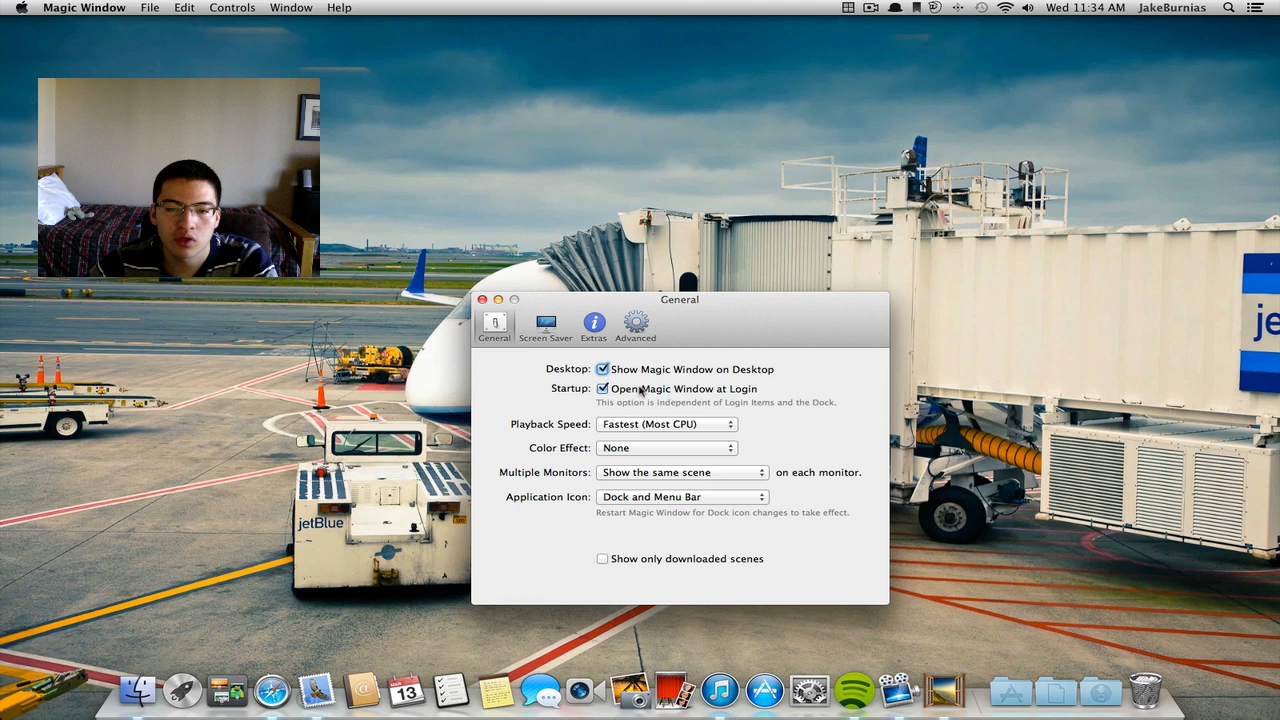 Magic Window File Edit Controls Window Help Wed 11:34 AM JakeBurnias
General
General Screen Saver Extras Advanced
Desktop: Show Magic Window on Desktop
Startup: Open Magic Window at Login
This option is independent of Login Items and the Dock.
Playback Speed: Fastest (Most CPU)
Color Effect: None
Multiple Monitors: Show the same scene on each monitor.
Application Icon: Dock and Menu Bar
Restart Magic Window for Dock icon changes to take effect.
Show only downloaded scenes
je
jetBlue
MAR
13